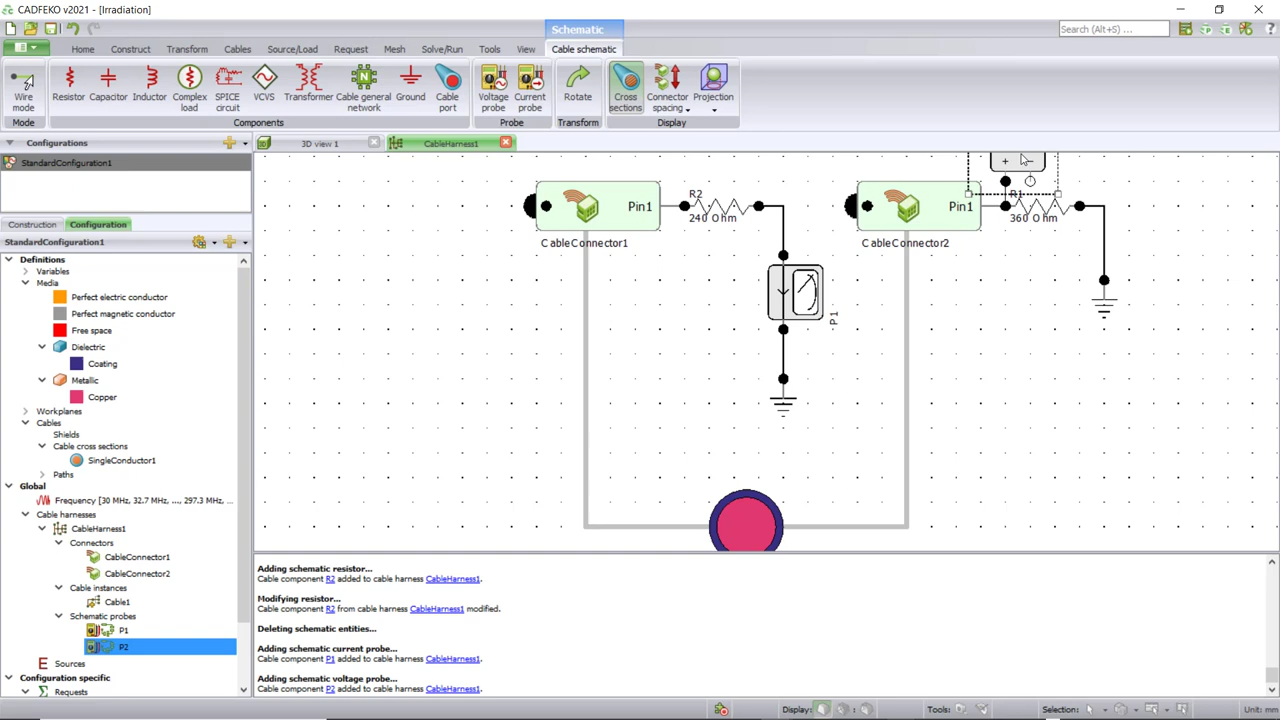 CADFEKO v2021 - [Irradiation]
Schematic
Search (Alt+S) ...
Home Construct Transform Cables Source/Load Request Mesh Solve/Run Tools View Cable schematic
Wire mode Resistor Capacitor Inductor Complex load SPICE circuit VCVS Transformer Cable general network Ground Cable port Voltage probe Current probe Rotate Cross sections Connector spacing Projection
Mode Components Probe Transform Display
Configurations
StandardConfiguration1
3D view 1
CableHarness1
Construction Configuration
StandardConfiguration1
Definitions
Variables
Media
Perfect electric conductor
Perfect magnetic conductor
Free space
Dielectric
Coating
Metallic
Copper
Workplanes
Cables
Shields
Cable cross sections
SingleConductor1
Paths
Global
Frequency [30 MHz, 32.7 MHz, ..., 297.3 MHz, ...
Cable harnesses
CableHarness1
Connectors
CableConnector1
CableConnector2
Cable instances
Cable1
Schematic probes
P1
P2
Sources
Configuration specific
Requests
Pin1
R2
240 Ohm
CableConnector1
P1
Pin1
R1
360 Ohm
CableConnector2
Adding schematic resistor...
Cable component R2 added to cable harness CableHarness1.
Modifying resistor...
Cable component R2 from cable harness CableHarness1 modified.
Deleting schematic entities...
Adding schematic current probe...
Cable component P1 added to cable harness CableHarness1.
Adding schematic voltage probe...
Cable component P2 added to cable harness CableHarness1.
Display: Tools: Selection: Unit: mm